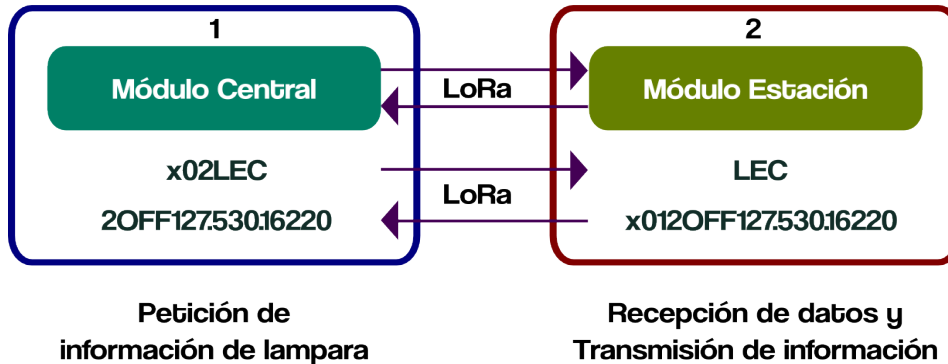 1
2
Módulo Central
LoRa
Módulo Estación
x02LEC
LEC
LoRa
2OFF127.530.16220
x012OFF127.530.16220
Petición de
información de lampara
Recepción de datos y
Transmisión de información